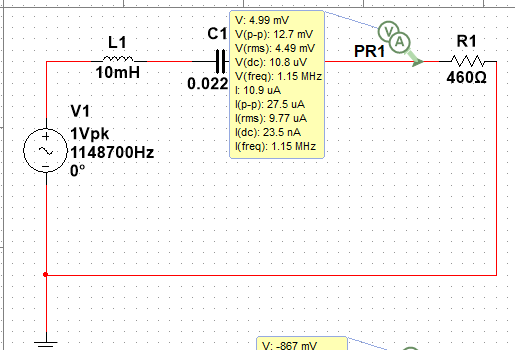 V: 4.99 mV
V(p-p): 12.7 mV
V(rms): 4.49 mV
V(dc): 10.8 uV
V(freq): 1.15 MHz
I: 10.9 uA
I(p-p): 27.5 uA
I(rms): 9.77 uA
I(dc): 23.5 nA
I(freq): 1.15 MHz
L1
10mH
C1
0.022
V
A
PR1
R1
460Ω
V1
1Vpk
1148700Hz
0°
V: -867 mV